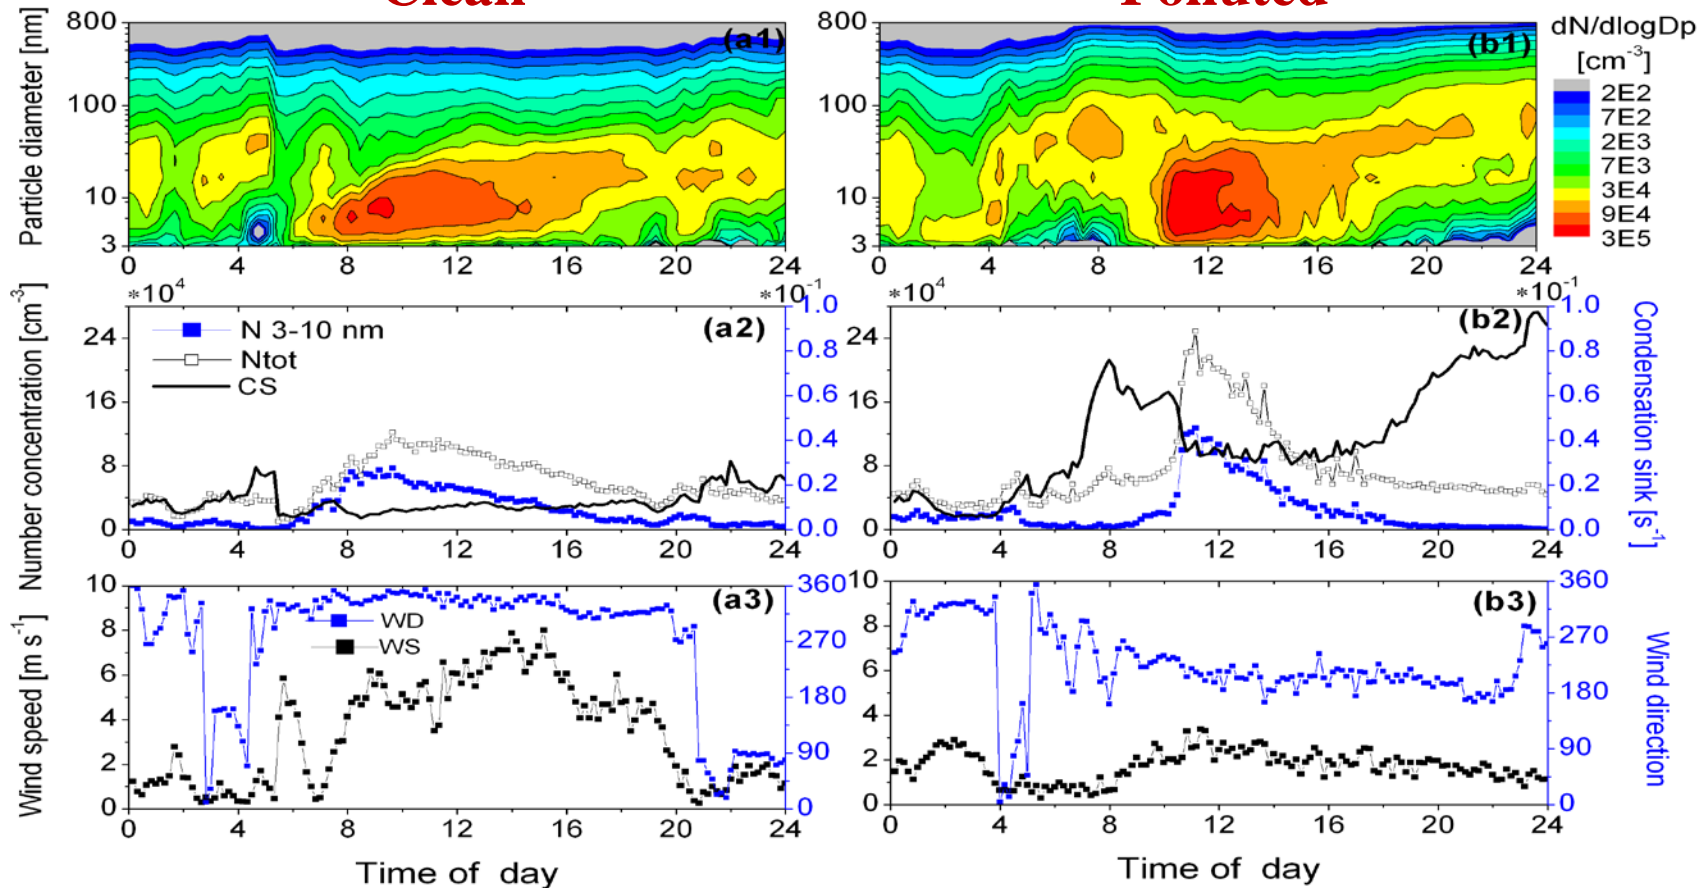 Clean
Polluted
Particle diameter [nm]
800
100
10
3
(a1)
0 4 8 12 16 20 24
800
100
10
3
(b1)
0 4 8 12 16 20 24
dN/dlogDp
[cm-3]
2E2
7E2
2E3
7E3
3E4
9E4
3E5
Number concentration [cm-3]
*10^4
*10^-1
24
16
8
0
N 3-10 nm
Ntot
CS
(a2)
1.0
0.8
0.6
0.4
0.2
0.0
0 4 8 12 16 20 24
*10^4
*10^-1
24
16
8
0
(b2)
1.0
0.8
0.6
0.4
0.2
0.0
0 4 8 12 16 20 24
Condensation sink [s-1]
Wind speed [m s-1]
10
8
6
4
2
0
WD
WS
(a3)
360
270
180
90
0
0 4 8 12 16 20 24
Time of day
10
8
6
4
2
0
(b3)
360
270
180
90
0
0 4 8 12 16 20 24
Time of day
Wind direction